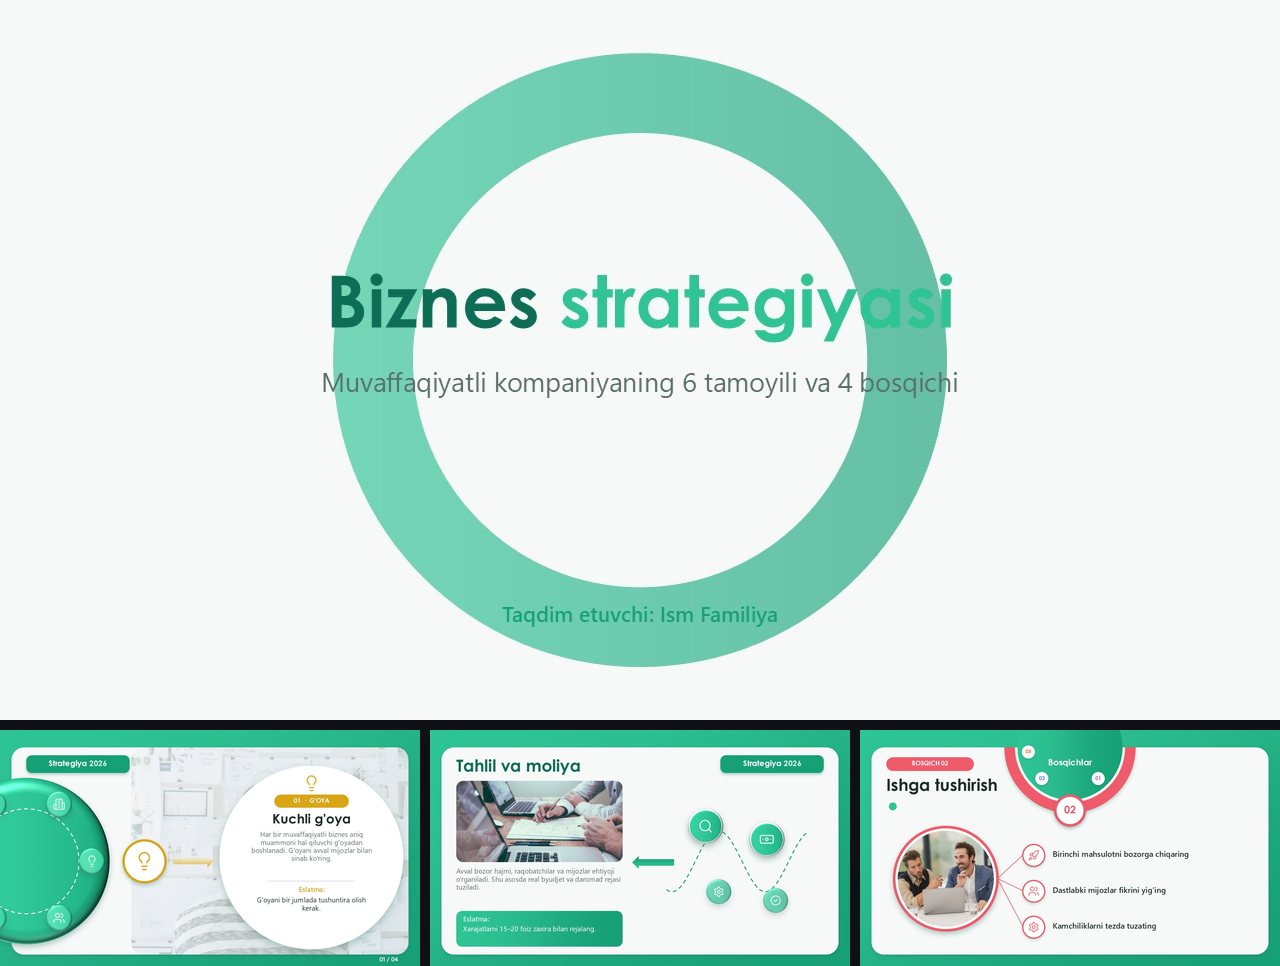 Biznes strategiyasi
Muvaffaqiyatli kompaniyaning 6 tamoyili va 4 bosqichi
Taqdim etuvchi: Ism Familiya
Strategiya 2026
01 · G'OYA
Kuchli g'oya
Har bir muvaffaqiyatli biznes aniq
muammoni hal qiluvchi g'oyadan
boshlanadi. G'oyani avval mijozlar bilan
sinab ko'ring.
Eslatma:
G'oyani bir jumlada tushuntira olish
kerak.
01 / 04
Tahlil va moliya
Strategiya 2026
Avval bozor hajmi, raqobatchilar va mijozlar ehtiyoji
o'rganiladi. Shu asosda real byudjet va daromad rejasi
tuziladi.
Eslatma:
Xarajatlarni 15–20 foiz zaxira bilan rejalang.
BOSQICH 02
Ishga tushirish
Bosqichlar
04
03
01
02
Birinchi mahsulotni bozorga chiqaring
Dastlabki mijozlar fikrini yig'ing
Kamchiliklarni tezda tuzating